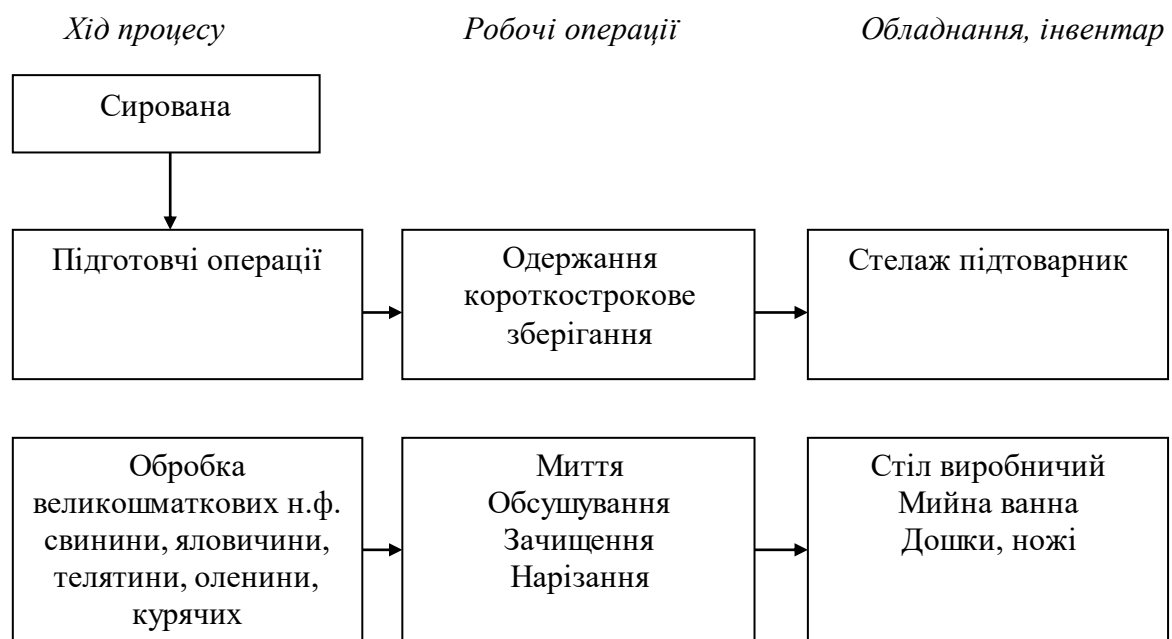 Хід процесу
Робочі операції
Обладнання, інвентар
Сирована
Підготовчі операції
Одержання
короткострокове
зберігання
Стелаж підтоварник
Обробка
великошматкових н.ф.
свинини, яловичини,
телятини, оленини,
курячих
Миття
Обсушування
Зачищення
Нарізання
Стіл виробничий
Мийна ванна
Дошки, ножі